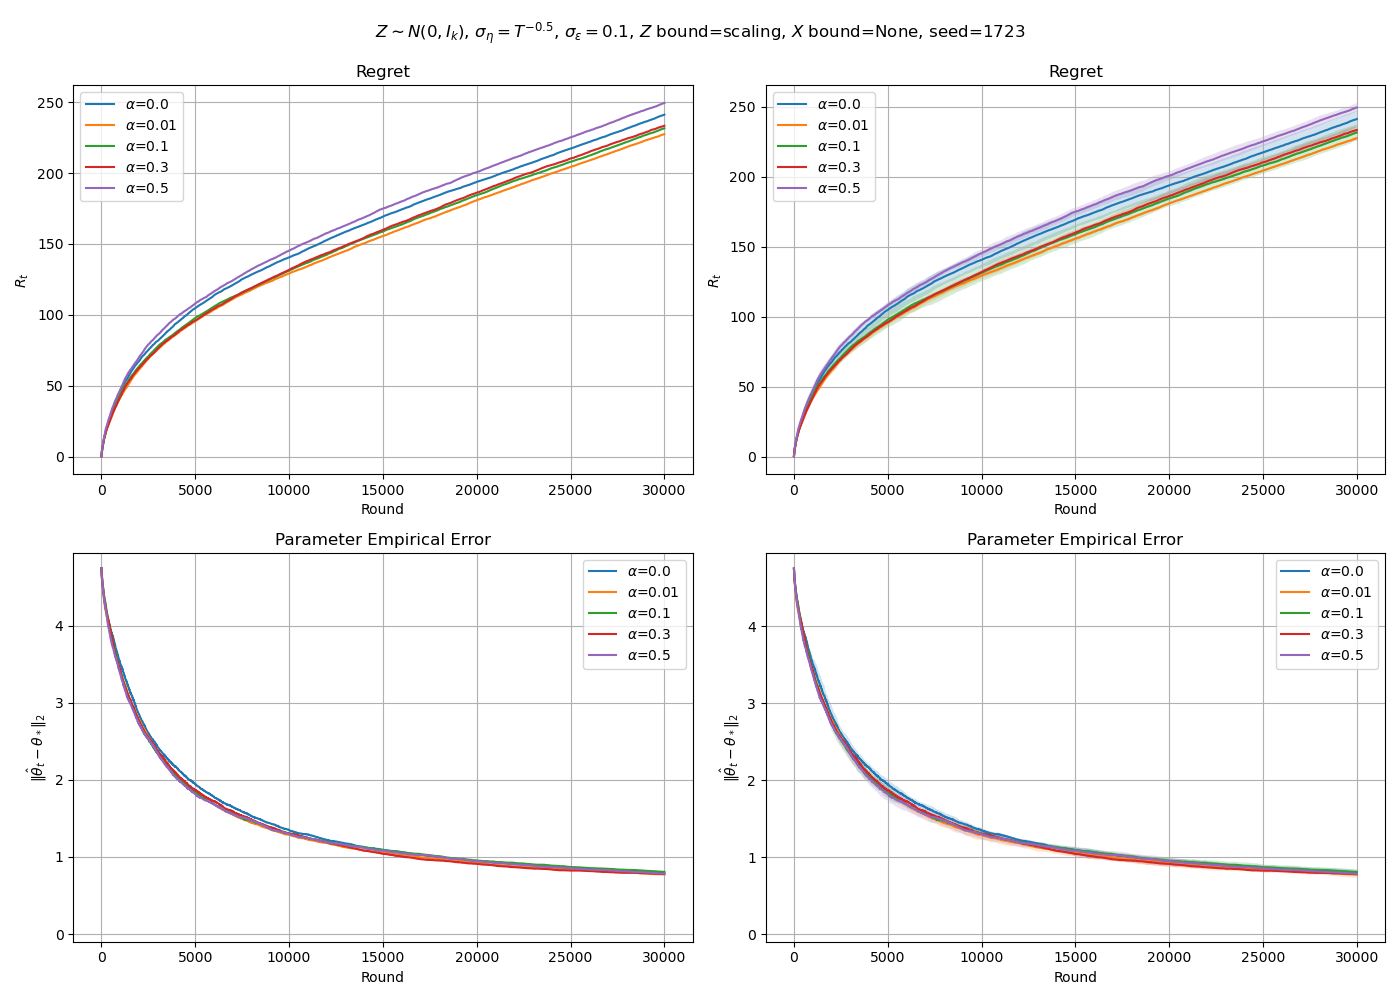 Z ~ N(0, I_k), σ_η = T^{-0.5}, σ_ε = 0.1, Z bound=scaling, X bound=None, seed=1723
Regret
R_t
250
200
150
100
50
0
α=0.0
α=0.01
α=0.1
α=0.3
α=0.5
0 5000 10000 15000 20000 25000 30000
Round
Regret
R_t
250
200
150
100
50
0
α=0.0
α=0.01
α=0.1
α=0.3
α=0.5
0 5000 10000 15000 20000 25000 30000
Round
Parameter Empirical Error
‖θ̂_t − θ_*‖_2
4
3
2
1
0
α=0.0
α=0.01
α=0.1
α=0.3
α=0.5
0 5000 10000 15000 20000 25000 30000
Round
Parameter Empirical Error
‖θ̂_t − θ_*‖_2
4
3
2
1
0
α=0.0
α=0.01
α=0.1
α=0.3
α=0.5
0 5000 10000 15000 20000 25000 30000
Round